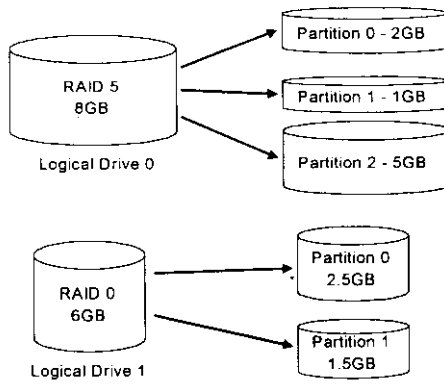 RAID 5
8GB
Logical Drive 0
Partition 0 - 2GB
Partition 1 - 1GB
Partition 2 - 5GB
RAID 0
6GB
Logical Drive 1
Partition 0
2.5GB
Partition 1
1.5GB